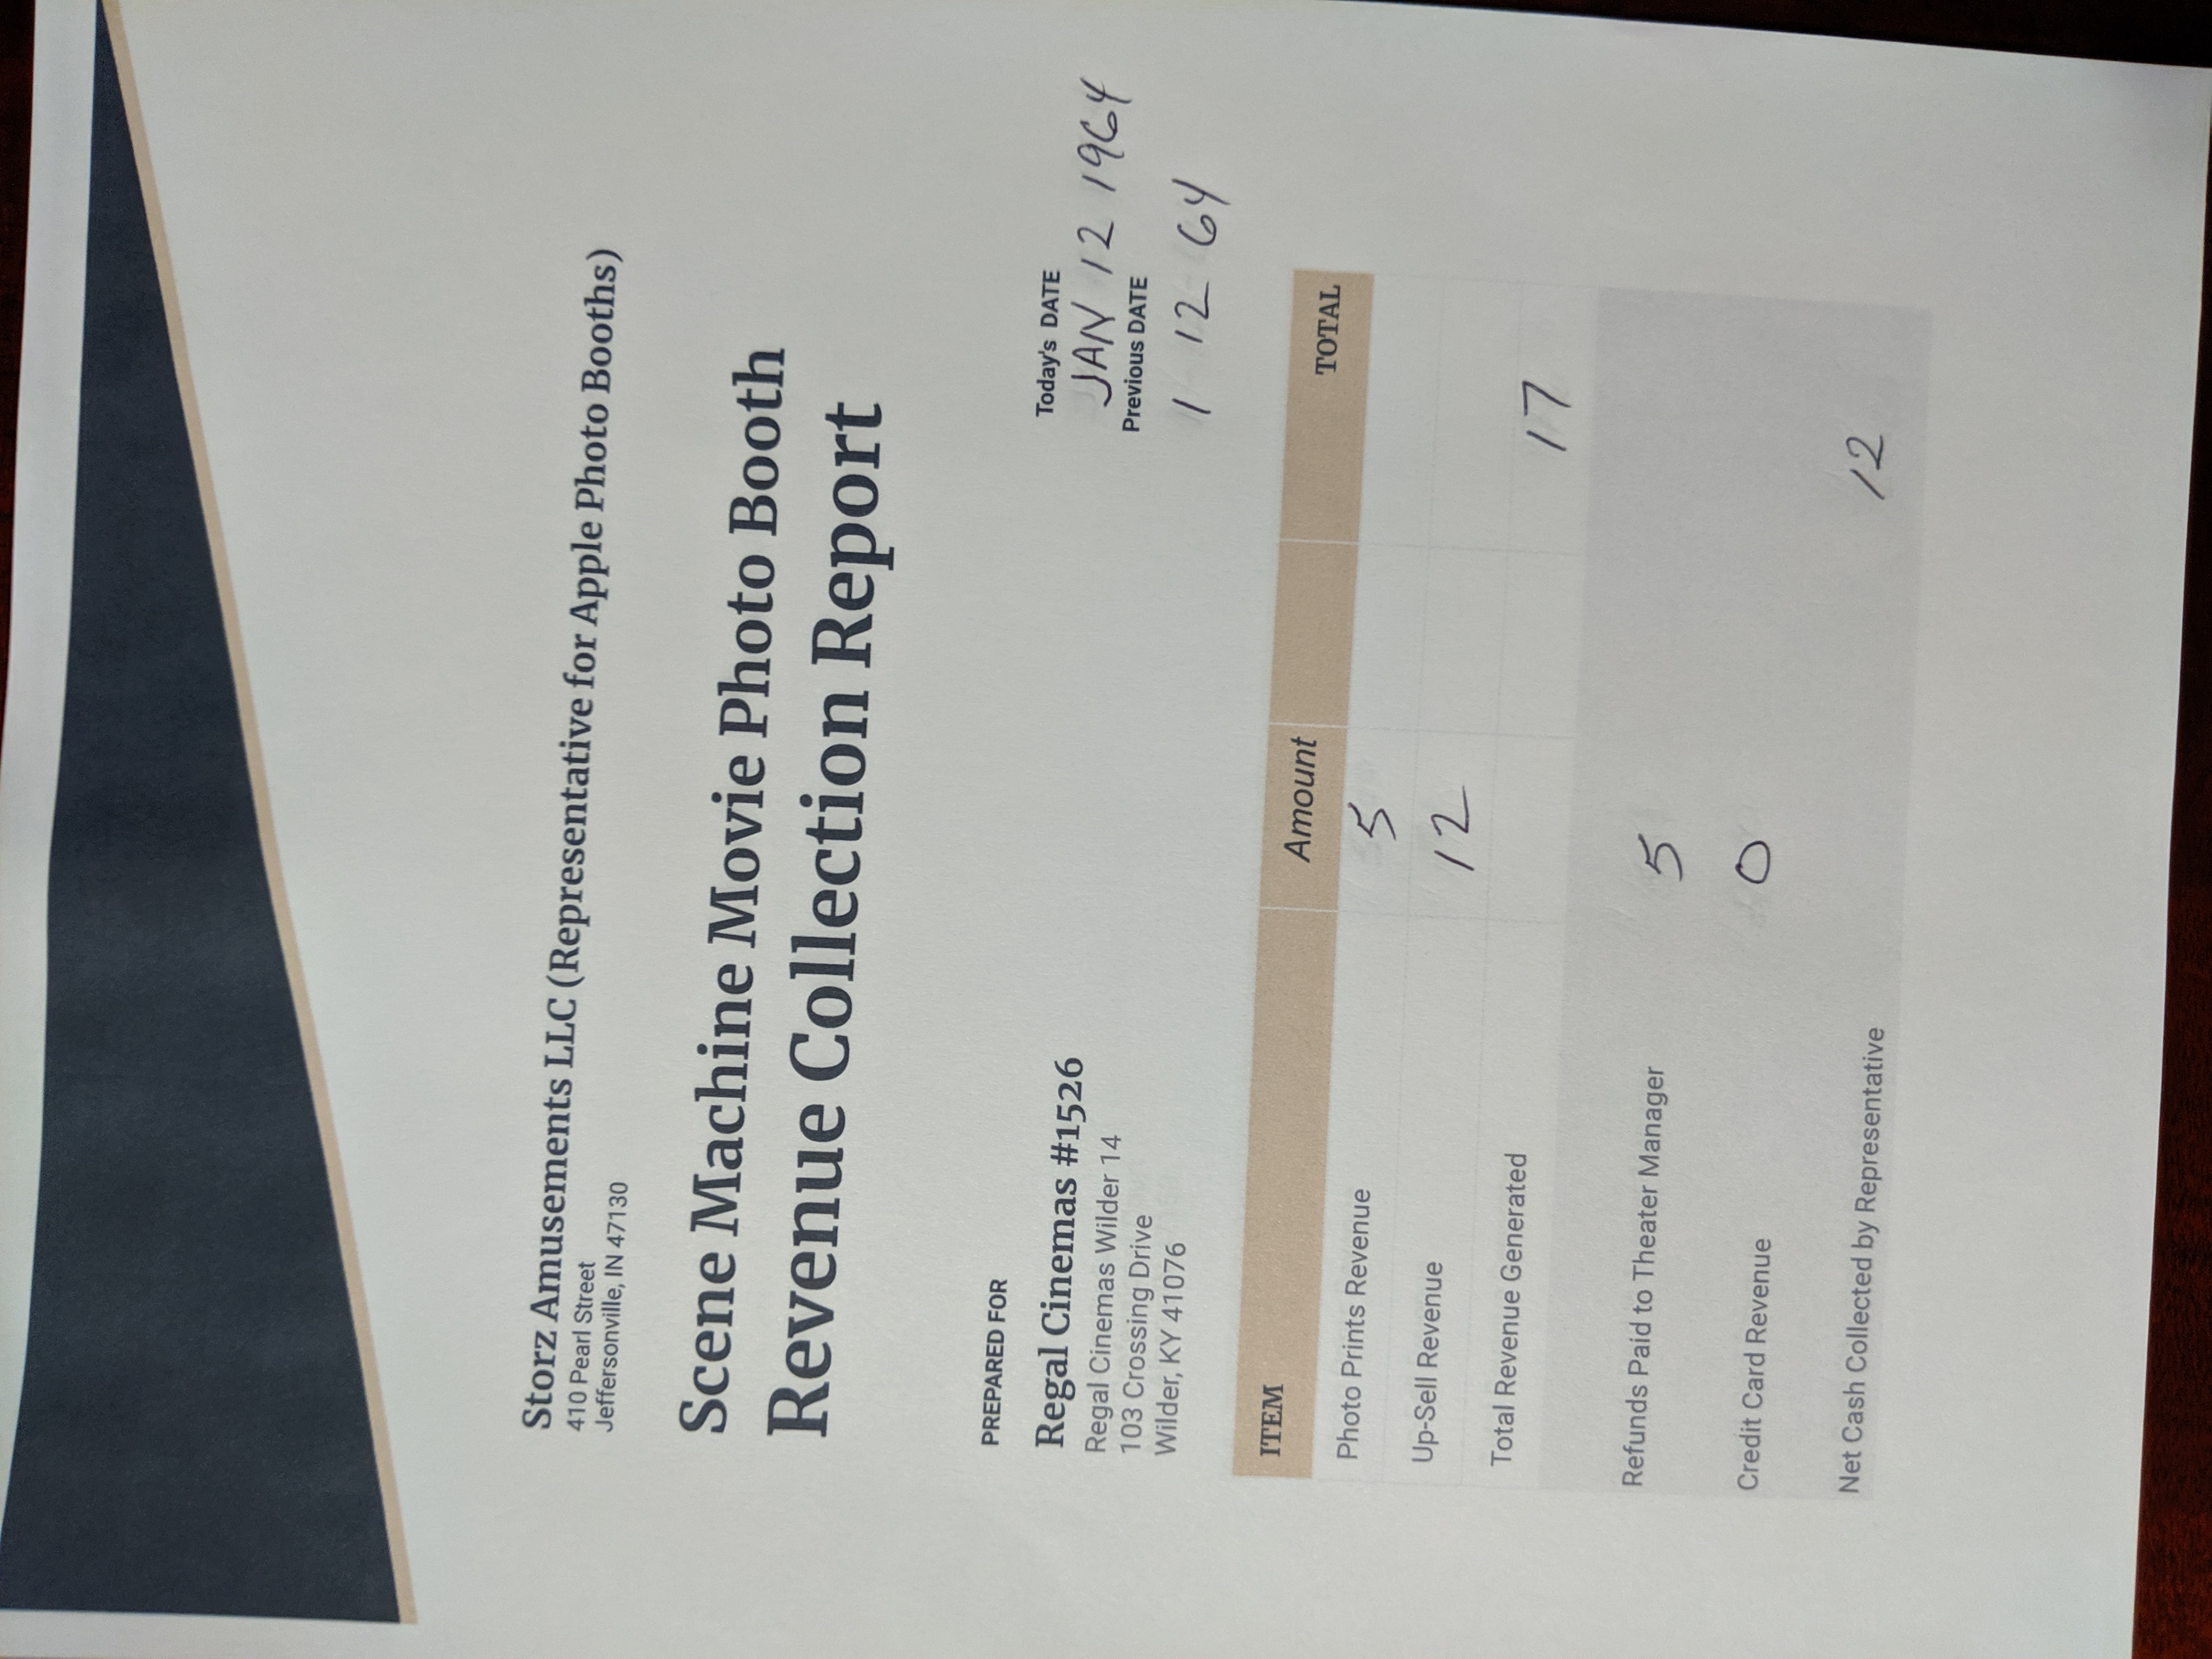 Storz Amusements LLC (Representative for Apple Photo Booths)
410 Pearl Street
Jeffersonville, IN 47130
Scene Machine Movie Photo Booth
Revenue Collection Report
PREPARED FOR
Regal Cinemas #1526
Regal Cinemas Wilder 14
103 Crossing Drive
Wilder, KY 41076
Today's DATE
JAN 12 1964
Previous DATE
1-12-64
ITEM Amount TOTAL
Photo Prints Revenue 5
Up-Sell Revenue 12
Total Revenue Generated 17
Refunds Paid to Theater Manager 5
Credit Card Revenue 0
Net Cash Collected by Representative 12